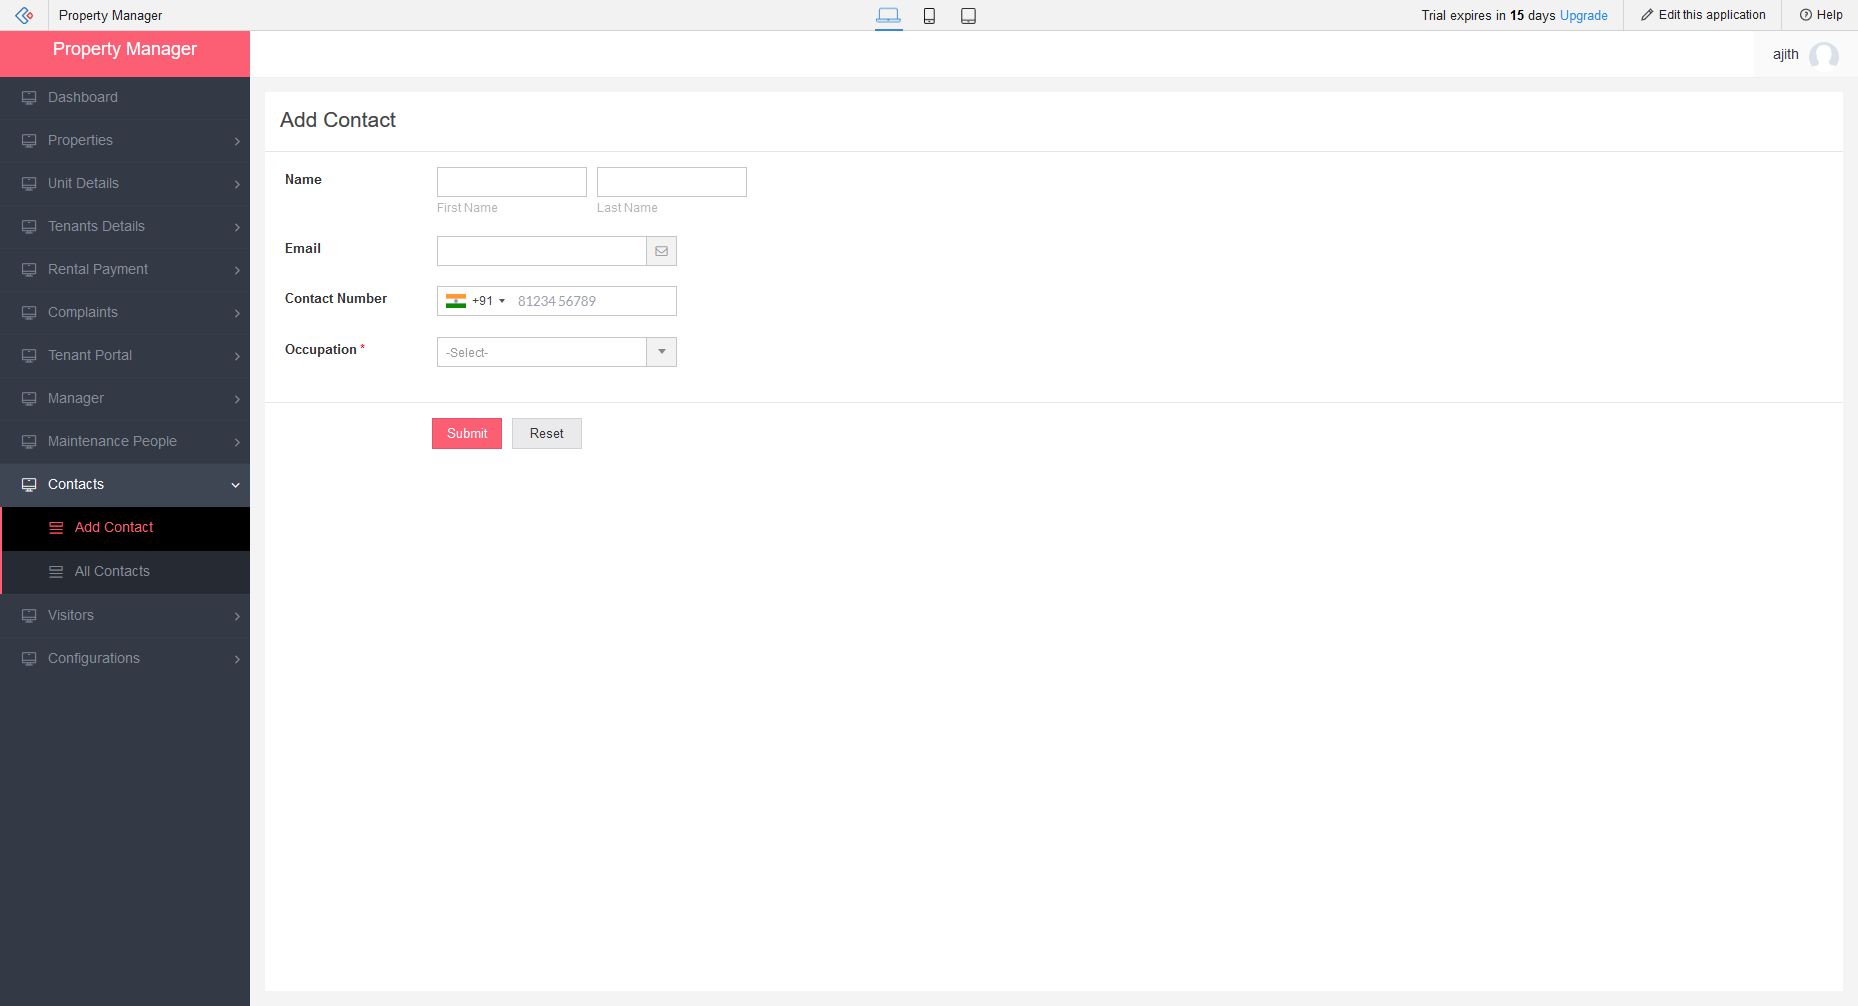 Property Manager
Trial expires in 15 days Upgrade
Edit this application
Help
Property Manager
ajith
Dashboard
Properties
Unit Details
Tenants Details
Rental Payment
Complaints
Tenant Portal
Manager
Maintenance People
Contacts
Add Contact
All Contacts
Visitors
Configurations
Add Contact
Name
First Name
Last Name
Email
Contact Number
+91
81234 56789
Occupation *
-Select-
Submit
Reset